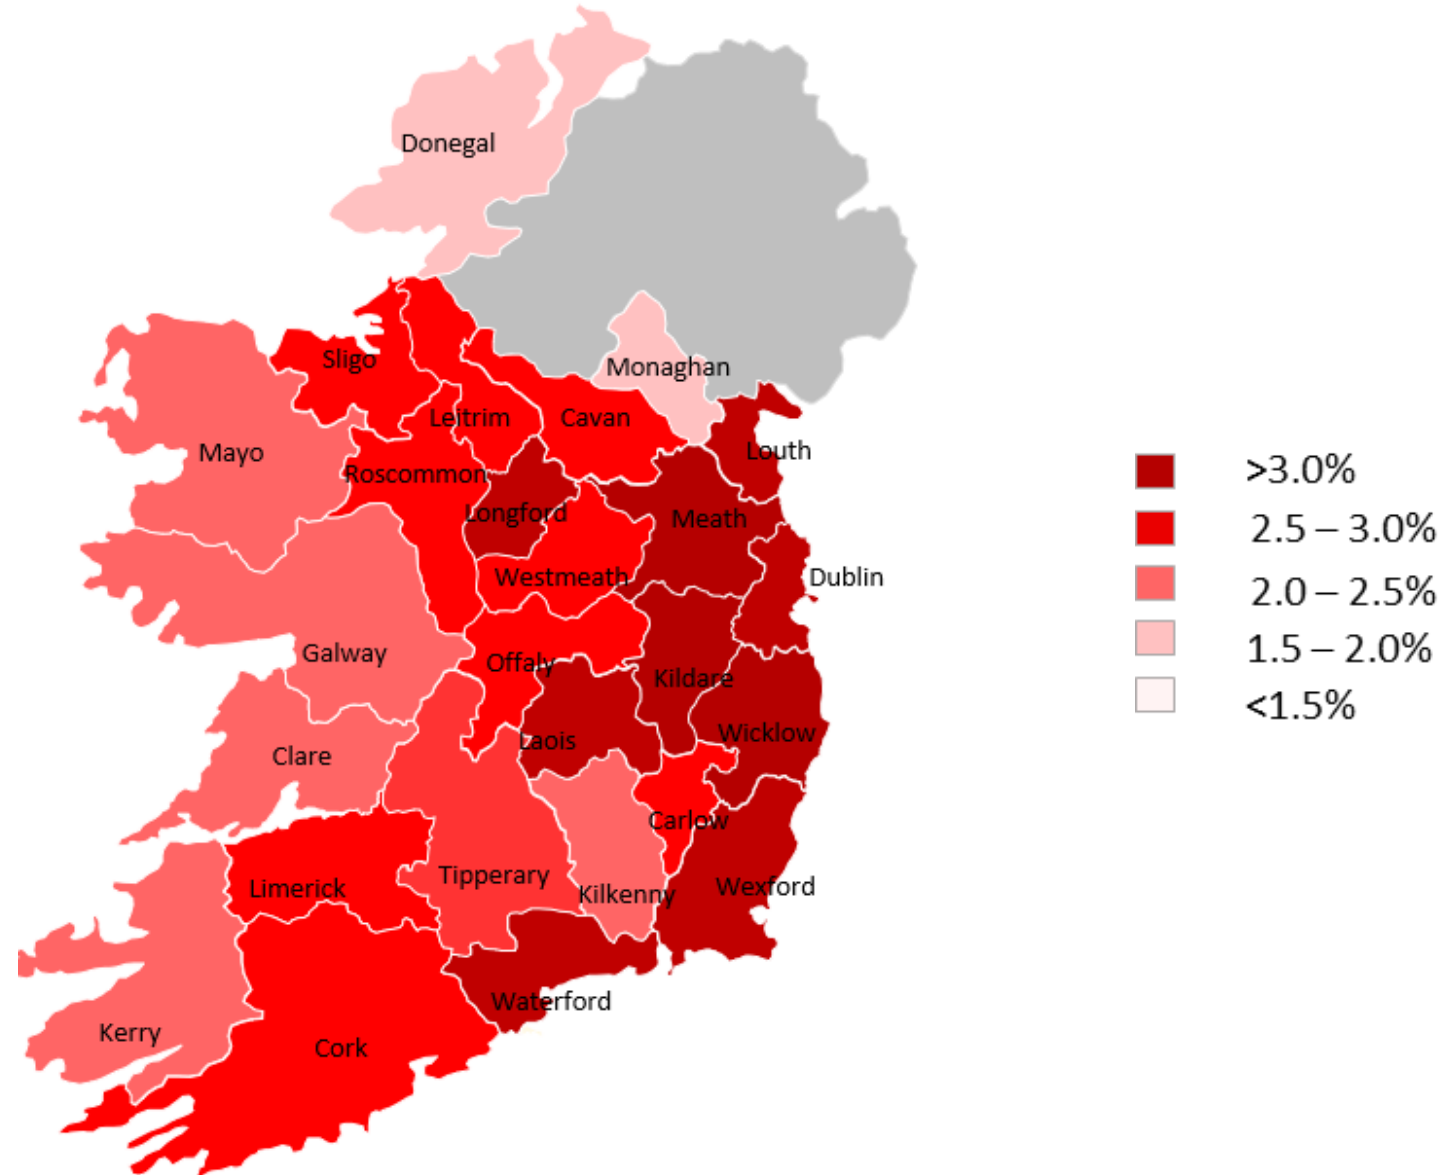 Donegal
Monaghan
Sligo
Leitrim
Cavan
Louth
Mayo
Roscommon
Longford
Meath
Westmeath
Dublin
Galway
Offaly
Kildare
Laois
Wicklow
Clare
Carlow
Tipperary
Limerick
Kilkenny
Wexford
Waterford
Kerry
Cork
>3.0%
2.5 – 3.0%
2.0 – 2.5%
1.5 – 2.0%
<1.5%